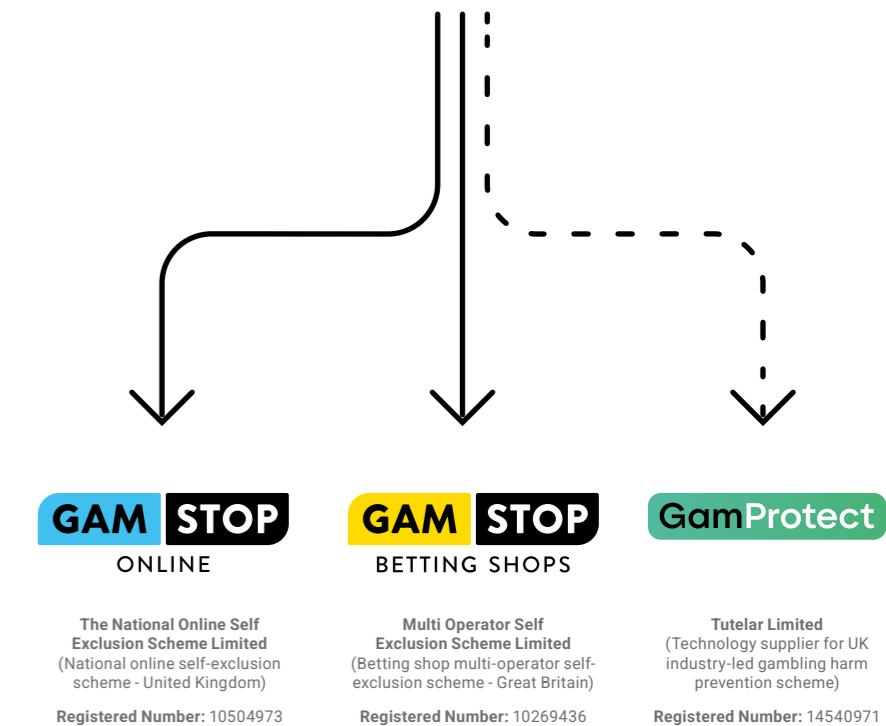 GAM STOP
ONLINE
The National Online Self
Exclusion Scheme Limited
(National online self-exclusion
scheme - United Kingdom)
Registered Number: 10504973
GAM STOP
BETTING SHOPS
Multi Operator Self
Exclusion Scheme Limited
(Betting shop multi-operator self-
exclusion scheme - Great Britain)
Registered Number: 10269436
GamProtect
Tutelar Limited
(Technology supplier for UK
industry-led gambling harm
prevention scheme)
Registered Number: 14540971